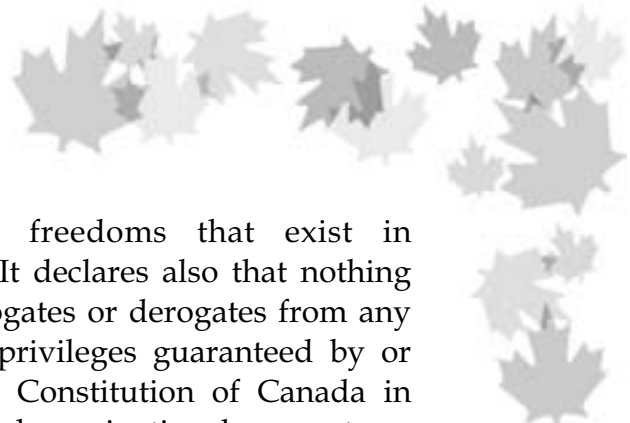 freedoms that exist in
It declares also that nothing
ogates or derogates from any
privileges guaranteed by or
Constitution of Canada in